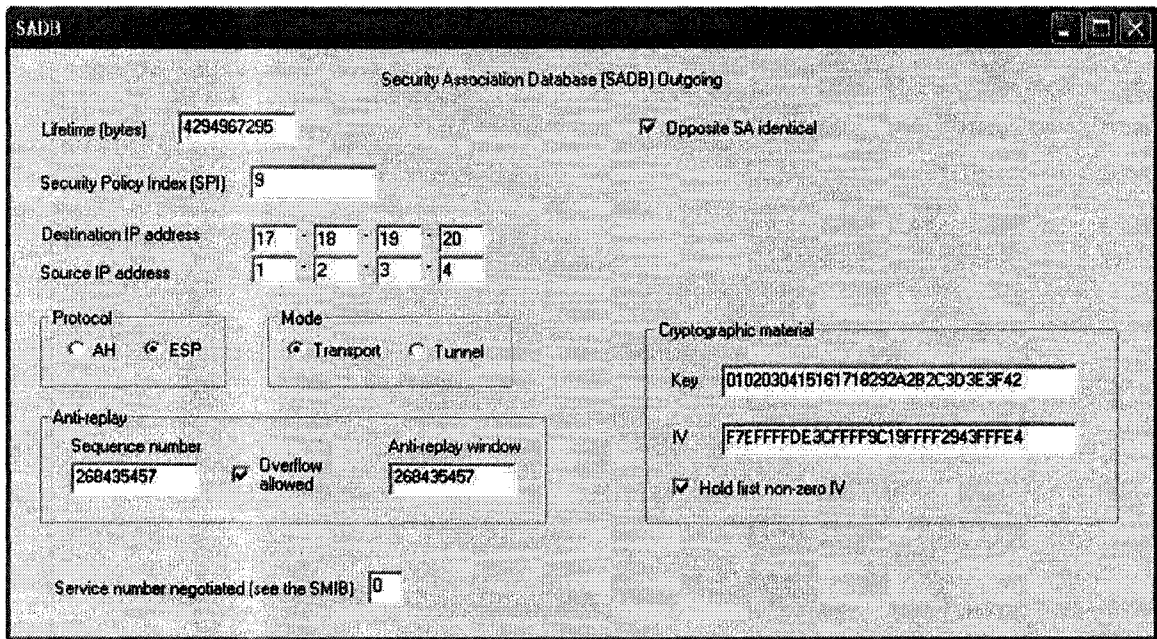 SADB
Security Association Database (SADB) Outgoing
Lifetime (bytes) 4294967295 Opposite SA identical
Security Policy Index (SPI) 9
Destination IP address 17 - 18 - 19 - 20
Source IP address 1 - 2 - 3 - 4
Protocol Mode
AH ESP Transport Tunnel
Cryptographic material
Key 0102030415161718292A2B2C3D3E3F42
Anti-replay
Sequence number Anti-replay window
IV F7EFFFFDE3CFFFF9C19FFFF2943FFFE4
268435457 Overflow allowed 268435457
Hold first non-zero IV
Service number negotiated (see the SMIB) 0